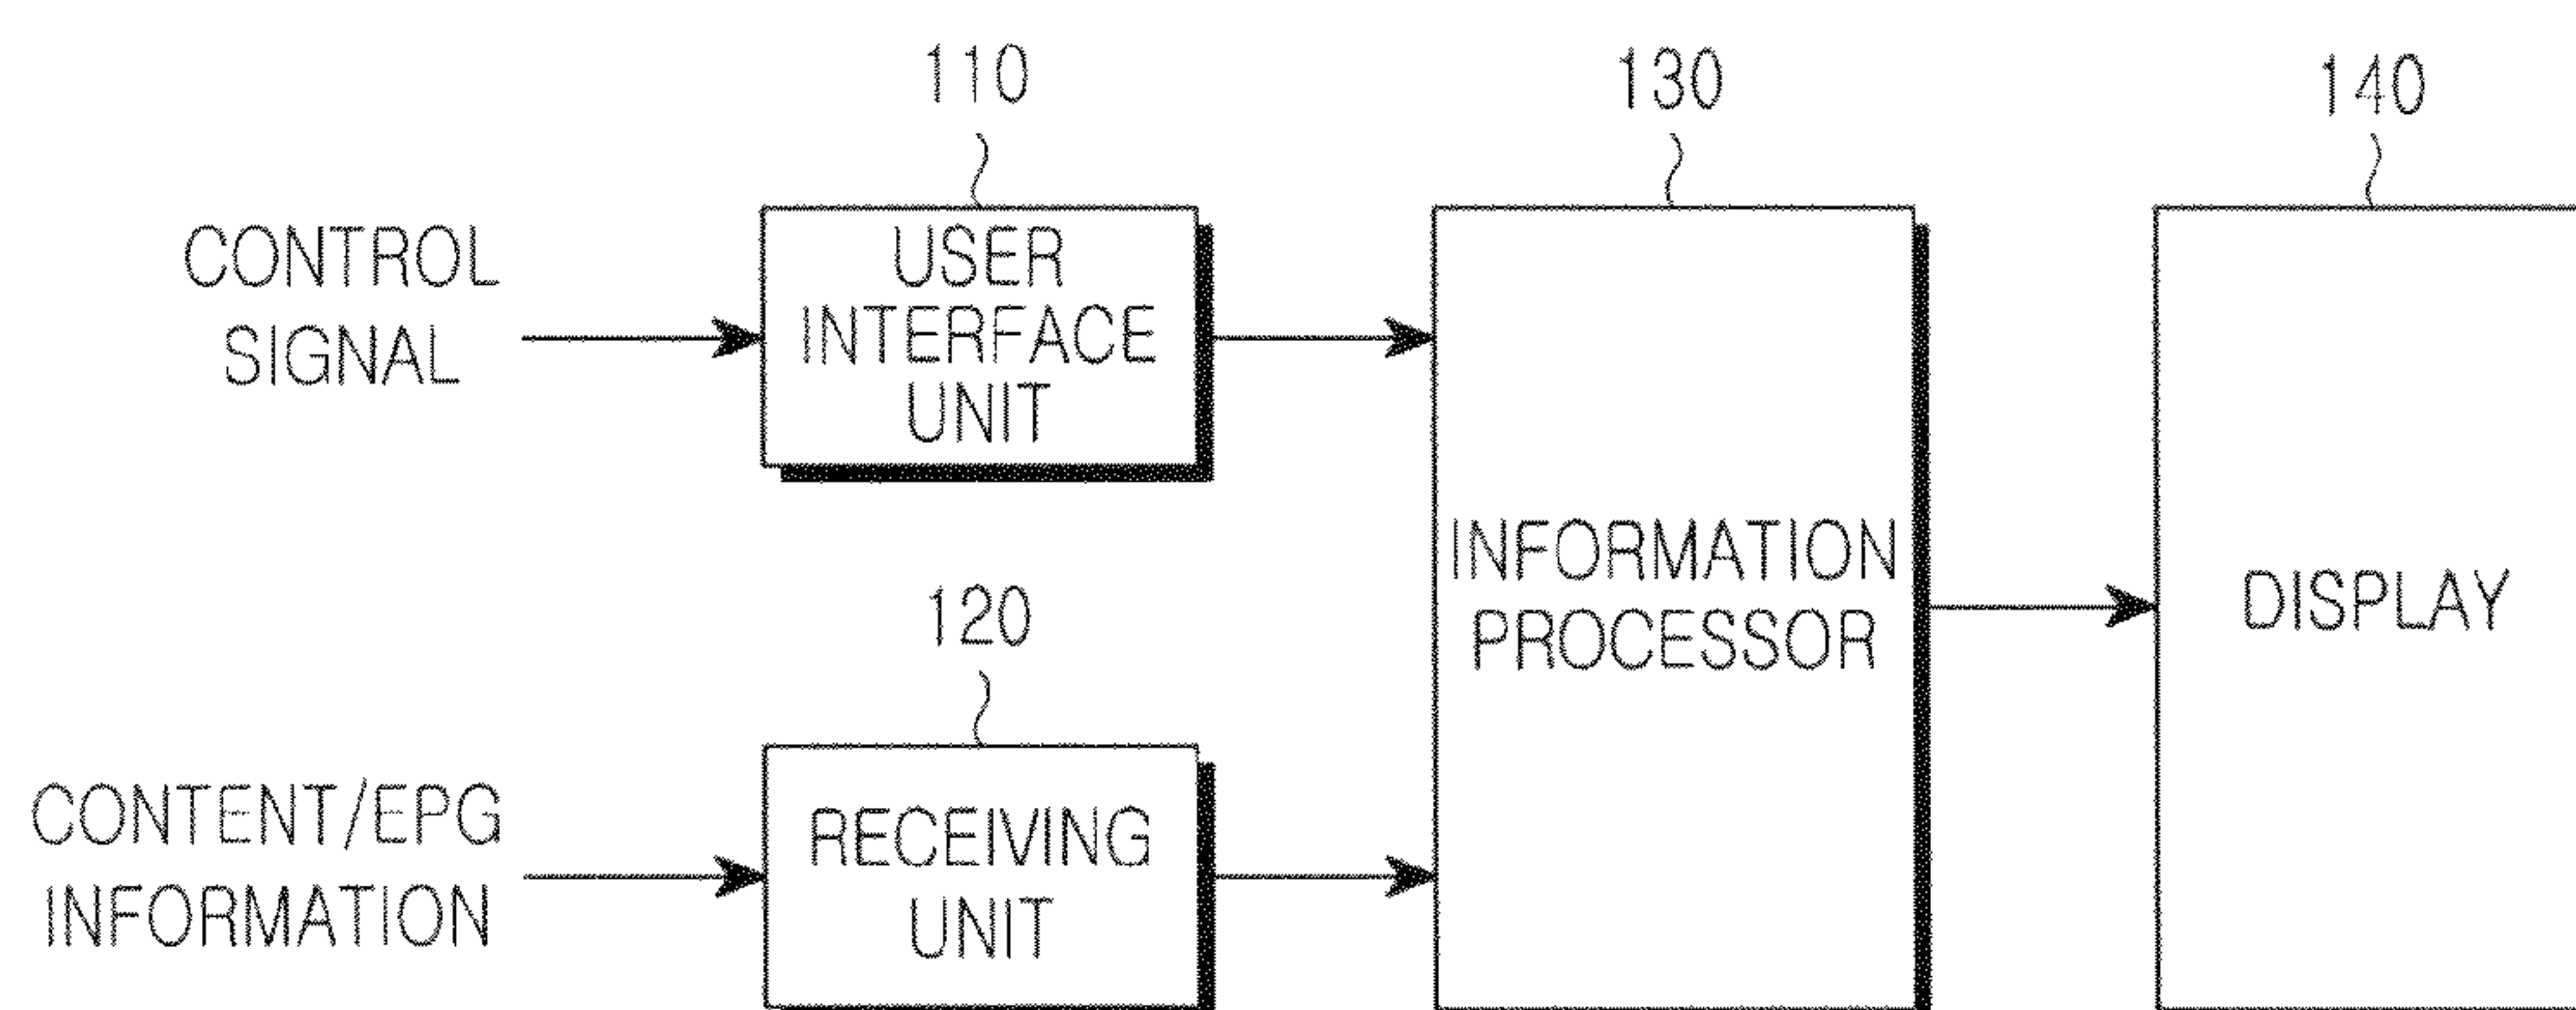 110
130
140
CONTROL
SIGNAL
USER
INTERFACE
UNIT
INFORMATION
PROCESSOR
DISPLAY
120
CONTENT/EPG
INFORMATION
RECEIVING
UNIT